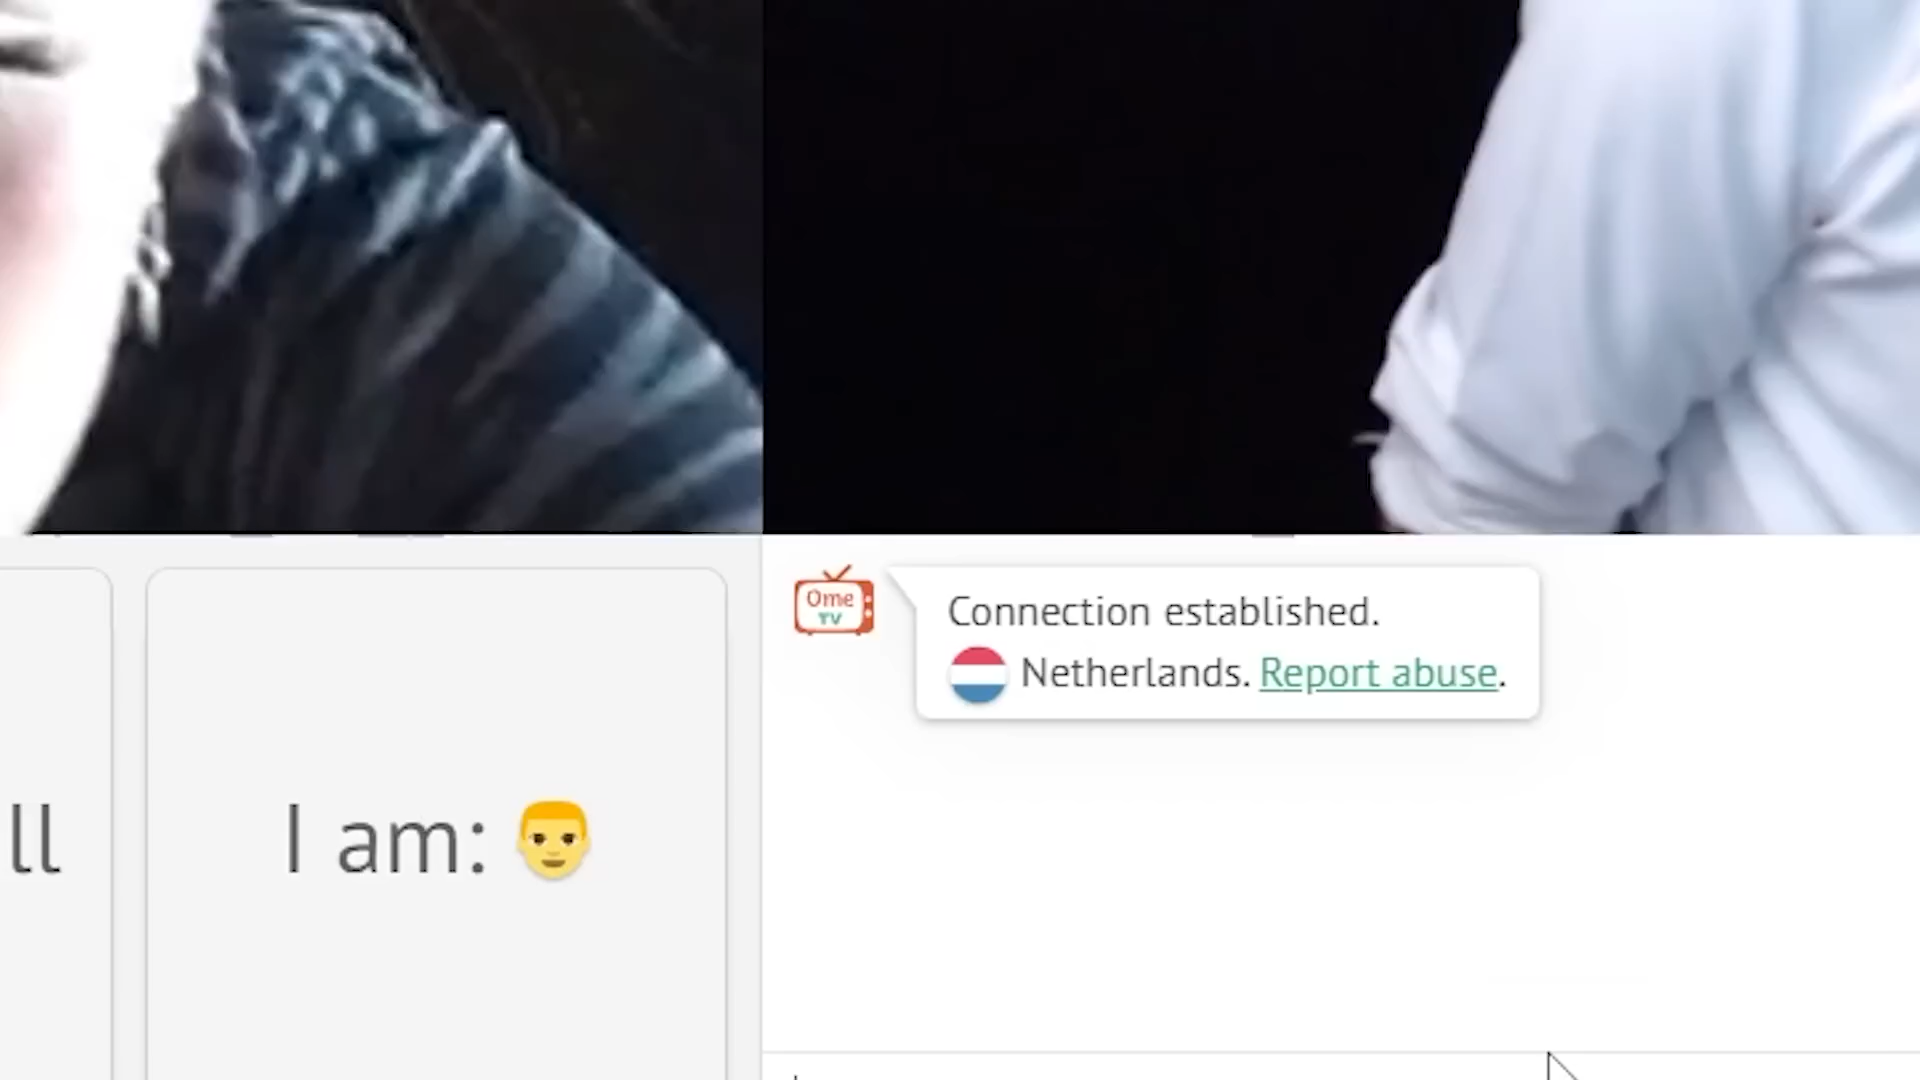 Ome
TV
Connection established.
Netherlands. Report abuse.
ll
I am: